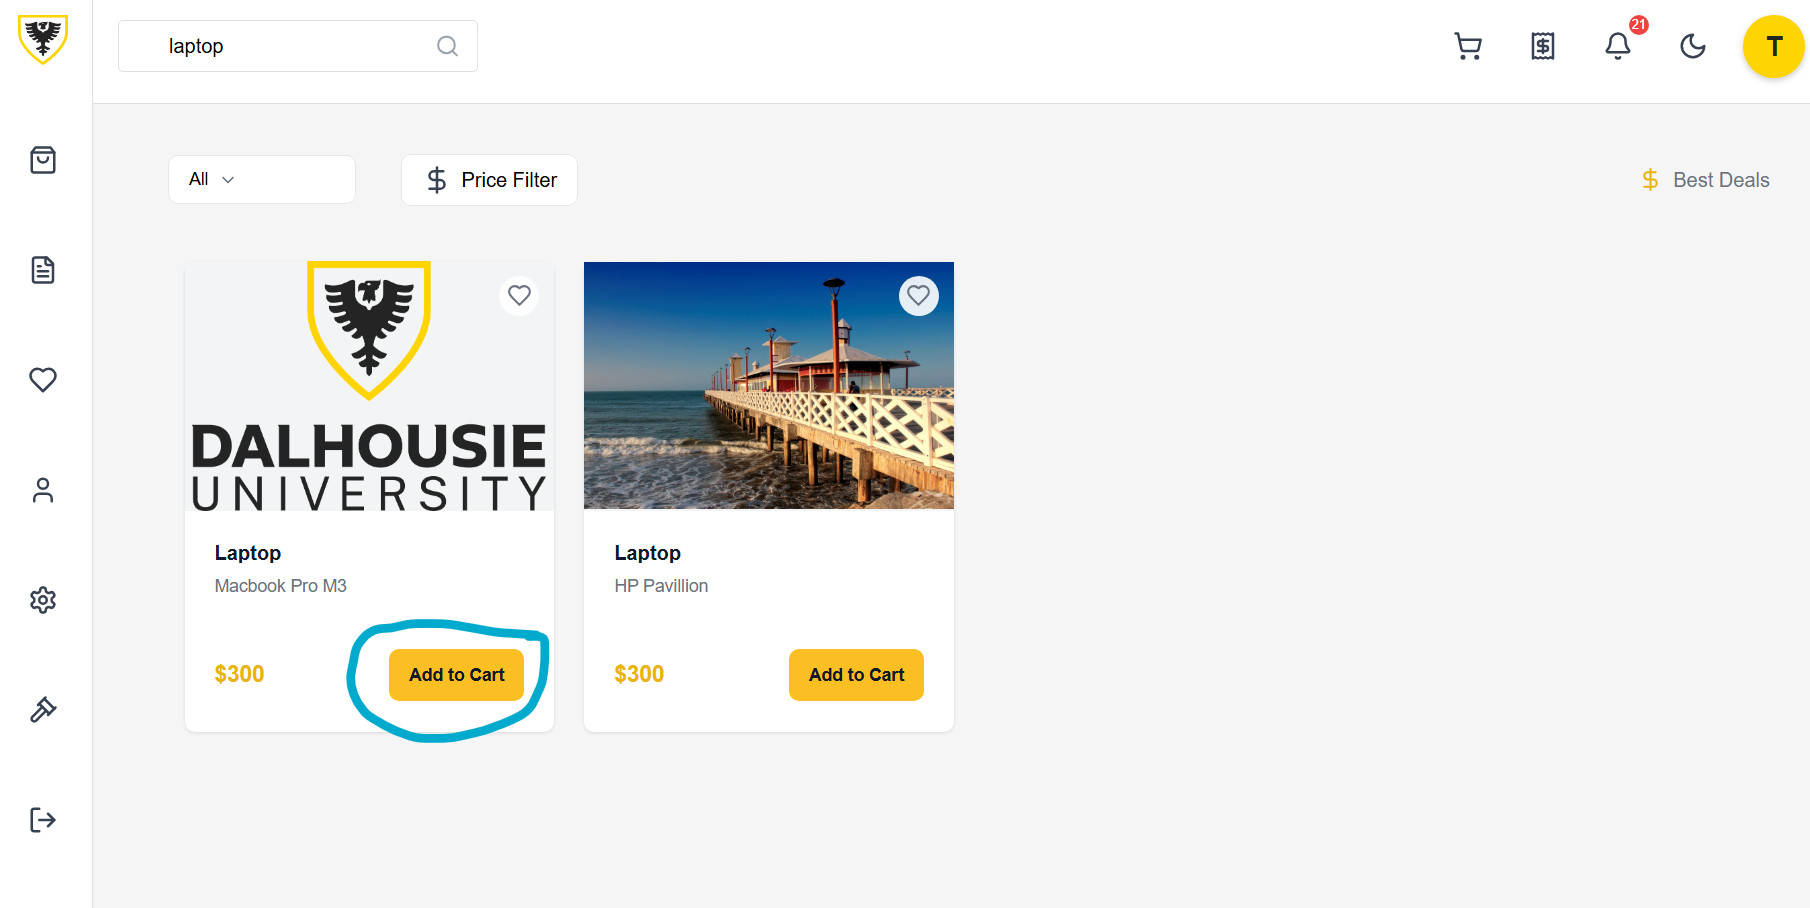 laptop
21
T
All
Price Filter
Best Deals
DALHOUSIE
UNIVERSITY
Laptop
Macbook Pro M3
$300
Add to Cart
Laptop
HP Pavillion
$300
Add to Cart